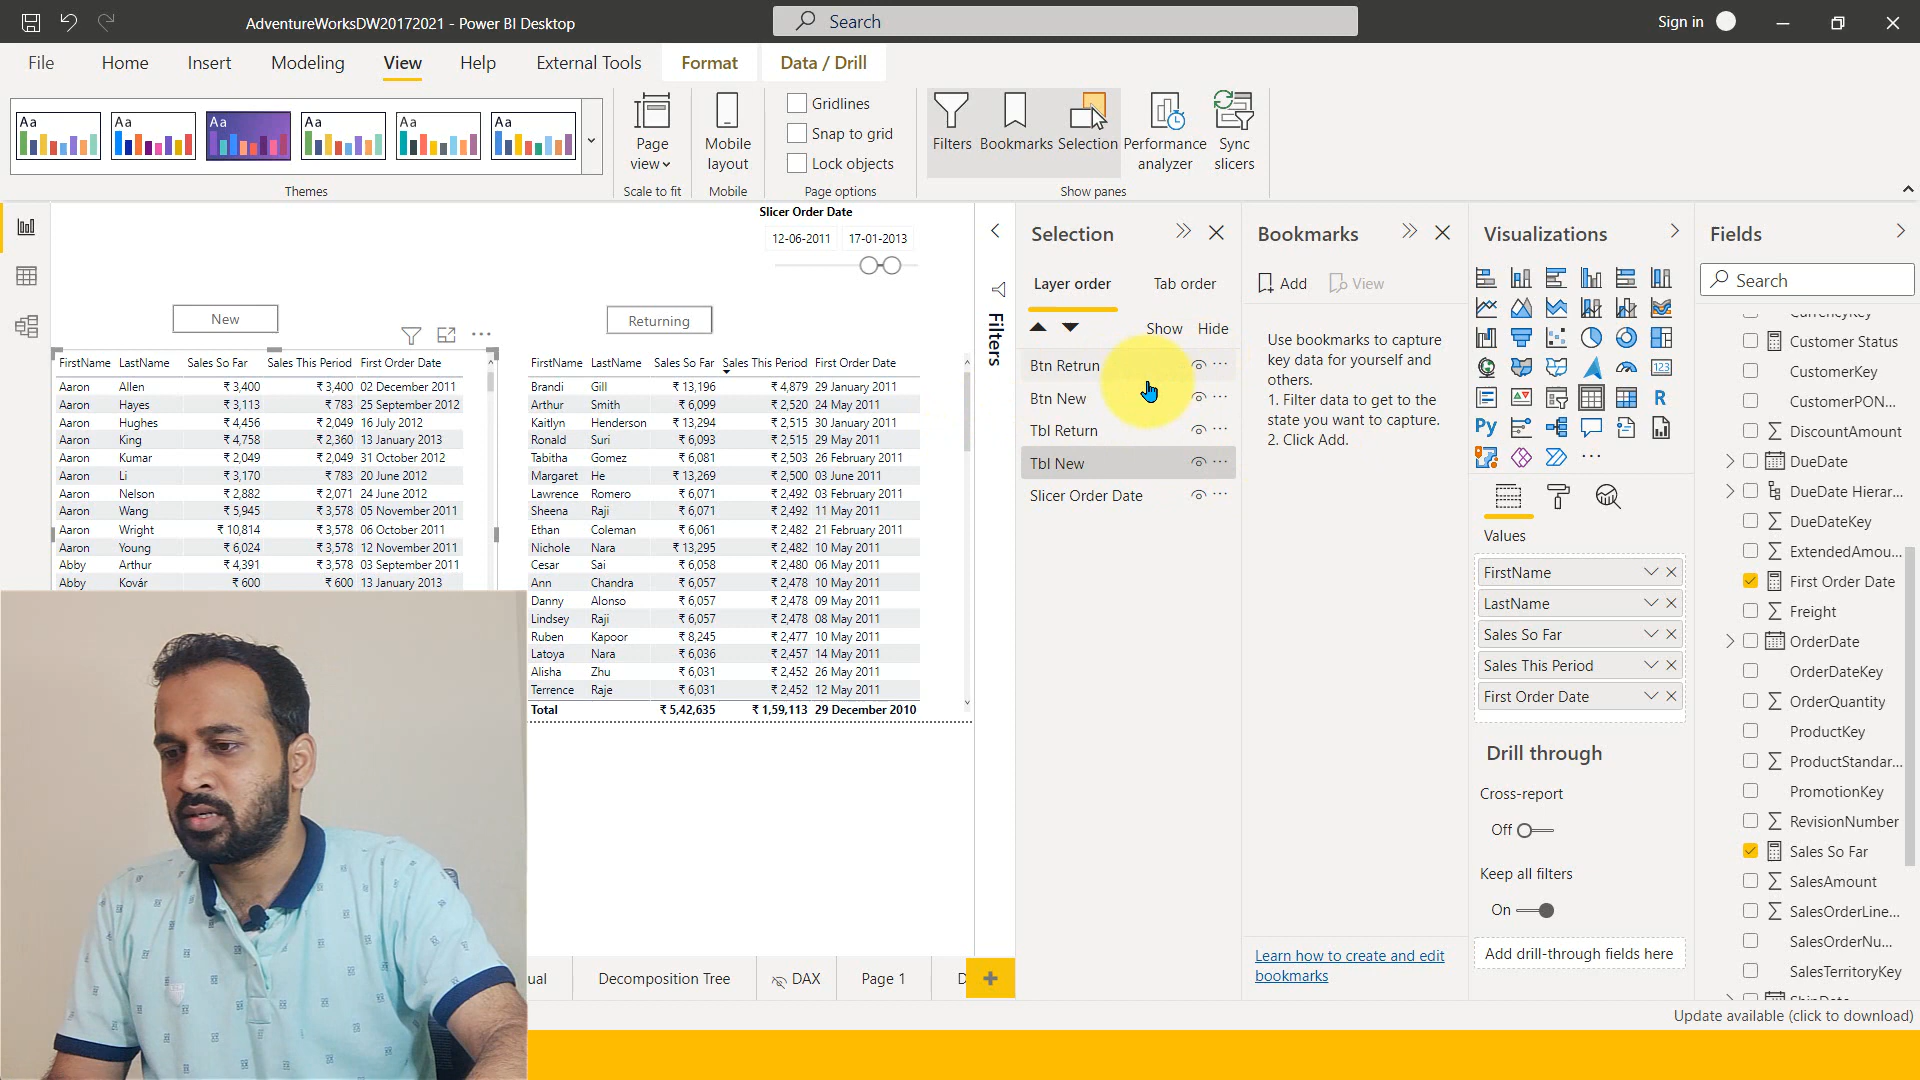 AdventureWorksDW20172021 - Power BI Desktop
Search
Sign in
File
Home
Insert
Modeling
View
Help
External Tools
Format
Data / Drill
Aa
Aa
Aa
Aa
Aa
Aa
Themes
Page view
Scale to fit
Mobile layout
Mobile
Gridlines
Snap to grid
Lock objects
Page options
Filters
Bookmarks
Selection
Performance analyzer
Sync slicers
Show panes
Slicer Order Date
12-06-2011 17-01-2013
New
Returning
FirstName LastName Sales So Far Sales This Period First Order Date
Aaron Allen ₹ 3,400 ₹ 3,400 02 December 2011
Aaron Hayes ₹ 3,113 ₹ 783 25 September 2012
Aaron Hughes ₹ 4,456 ₹ 2,049 16 July 2012
Aaron King ₹ 4,758 ₹ 2,360 13 January 2013
Aaron Kumar ₹ 2,049 ₹ 2,049 31 October 2012
Aaron Li ₹ 3,170 ₹ 783 20 June 2012
Aaron Nelson ₹ 2,882 ₹ 2,071 24 June 2012
Aaron Wang ₹ 5,945 ₹ 3,578 05 November 2011
Aaron Wright ₹ 10,814 ₹ 3,578 06 October 2011
Aaron Young ₹ 6,024 ₹ 3,578 12 November 2011
Abby Arthur ₹ 4,391 ₹ 3,578 03 September 2011
Abby Kovár ₹ 600 ₹ 600 13 January 2013
FirstName LastName Sales So Far Sales This Period First Order Date
Brandi Gill ₹ 13,196 ₹ 4,879 29 January 2011
Arthur Smith ₹ 6,099 ₹ 2,520 24 May 2011
Kaitlyn Henderson ₹ 13,294 ₹ 2,515 30 January 2011
Ronald Suri ₹ 6,093 ₹ 2,515 29 May 2011
Tabitha Gomez ₹ 6,081 ₹ 2,503 26 February 2011
Margaret He ₹ 13,269 ₹ 2,500 03 June 2011
Lawrence Romero ₹ 6,071 ₹ 2,492 03 February 2011
Sheena Raji ₹ 6,071 ₹ 2,492 11 May 2011
Ethan Coleman ₹ 6,061 ₹ 2,482 21 February 2011
Nichole Nara ₹ 13,295 ₹ 2,482 10 May 2011
Cesar Sai ₹ 6,058 ₹ 2,480 06 May 2011
Ann Chandra ₹ 6,057 ₹ 2,478 10 May 2011
Danny Alonso ₹ 6,057 ₹ 2,478 09 May 2011
Lindsey Raji ₹ 6,057 ₹ 2,478 08 May 2011
Ruben Kapoor ₹ 8,245 ₹ 2,477 10 May 2011
Latoya Nara ₹ 6,036 ₹ 2,457 14 May 2011
Alisha Zhu ₹ 6,031 ₹ 2,452 26 May 2011
Terrence Raje ₹ 6,031 ₹ 2,452 12 May 2011
Total ₹ 5,42,635 ₹ 1,59,113 29 December 2010
Filters
Selection
Layer order
Tab order
Show Hide
Btn Retrun
Btn New
Tbl Return
Tbl New
Slicer Order Date
Bookmarks
Add
View
Use bookmarks to capture
key data for yourself and
others.
1. Filter data to get to the
state you want to capture.
2. Click Add.
Learn how to create and edit
bookmarks
Visualizations
123
R
Py
Values
FirstName
LastName
Sales So Far
Sales This Period
First Order Date
Drill through
Cross-report
Off
Keep all filters
On
Add drill-through fields here
Fields
Search
CurrencyKey
Customer Status
CustomerKey
CustomerPON...
DiscountAmount
DueDate
DueDate Hierar...
DueDateKey
ExtendedAmou...
First Order Date
Freight
OrderDate
OrderDateKey
OrderQuantity
ProductKey
ProductStandar...
PromotionKey
RevisionNumber
Sales So Far
SalesAmount
SalesOrderLine...
SalesOrderNu...
SalesTerritoryKey
ual
Decomposition Tree
DAX
Page 1
D
Update available (click to download)